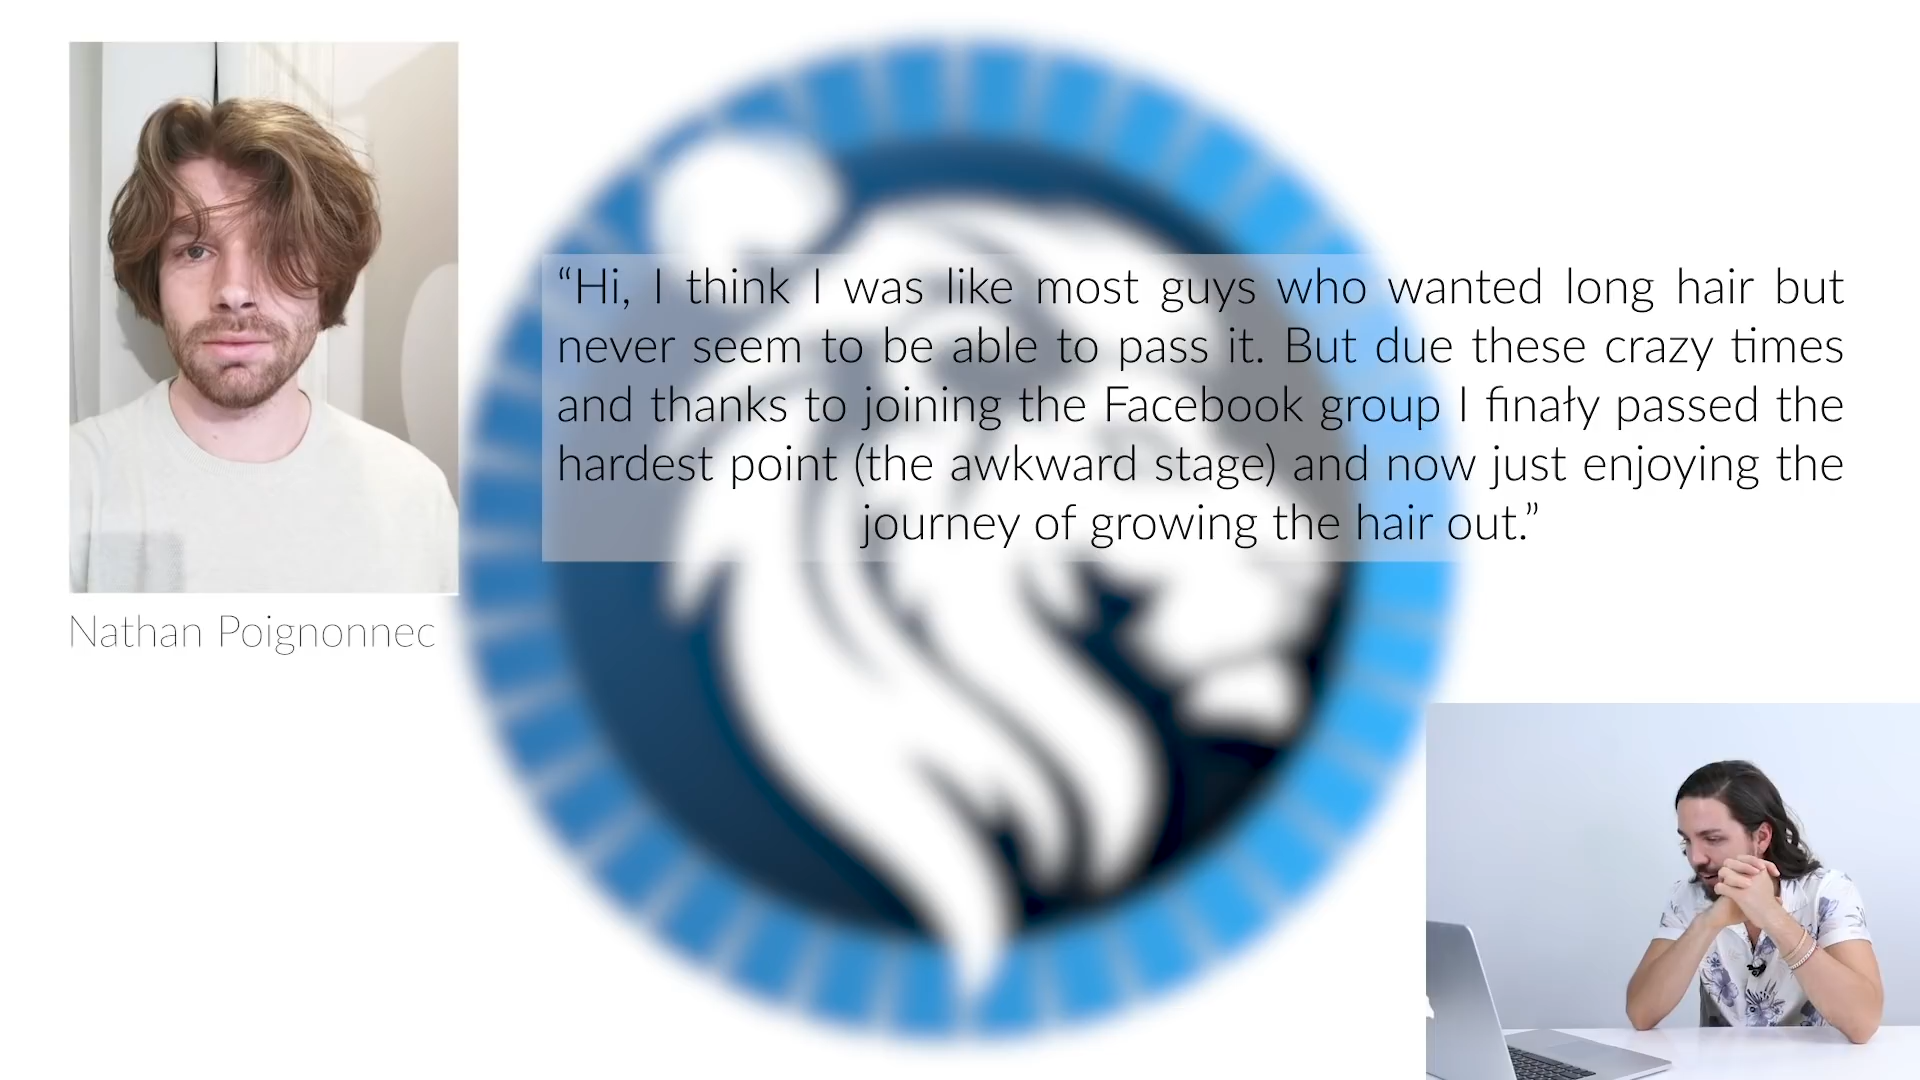 “Hi, I think I was like most guys who wanted long hair but
never seem to be able to pass it. But due these crazy times
and thanks to joining the Facebook group I finały passed the
hardest point (the awkward stage) and now just enjoying the
journey of growing the hair out.”
Nathan Poignonnec